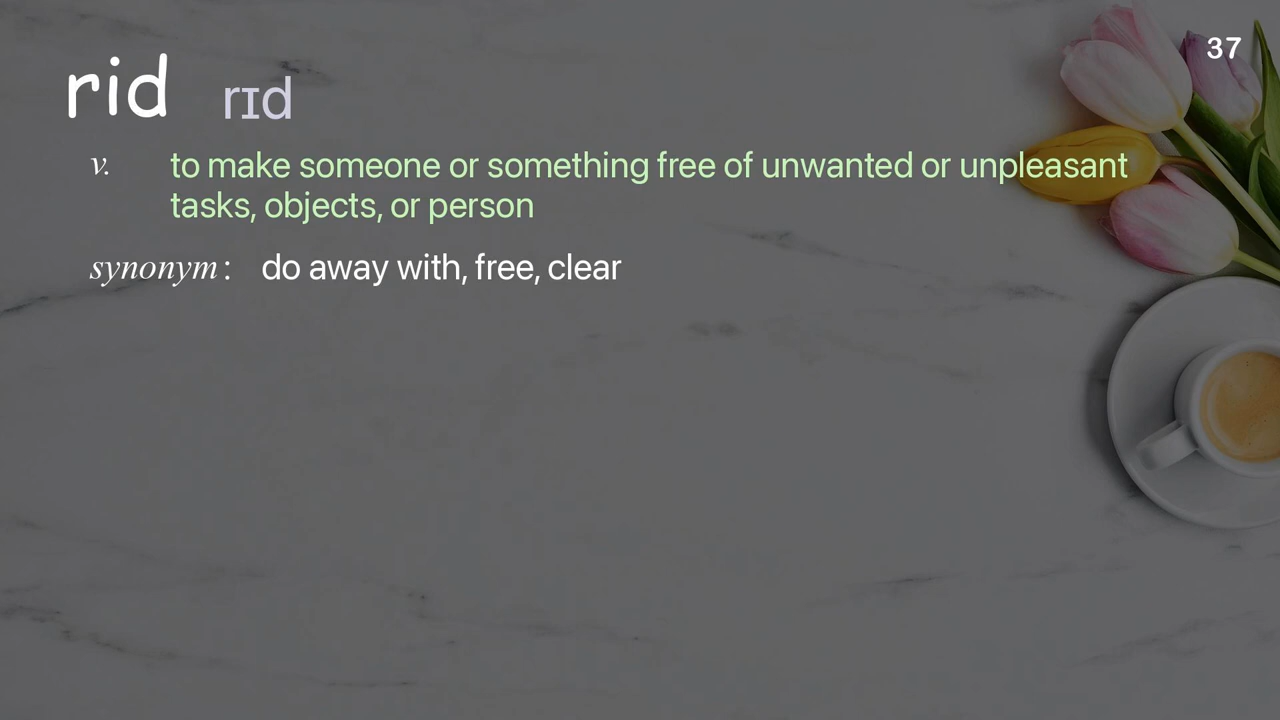 37
rid rɪd
v. to make someone or something free of unwanted or unpleasant
tasks, objects, or person
synonym : do away with, free, clear